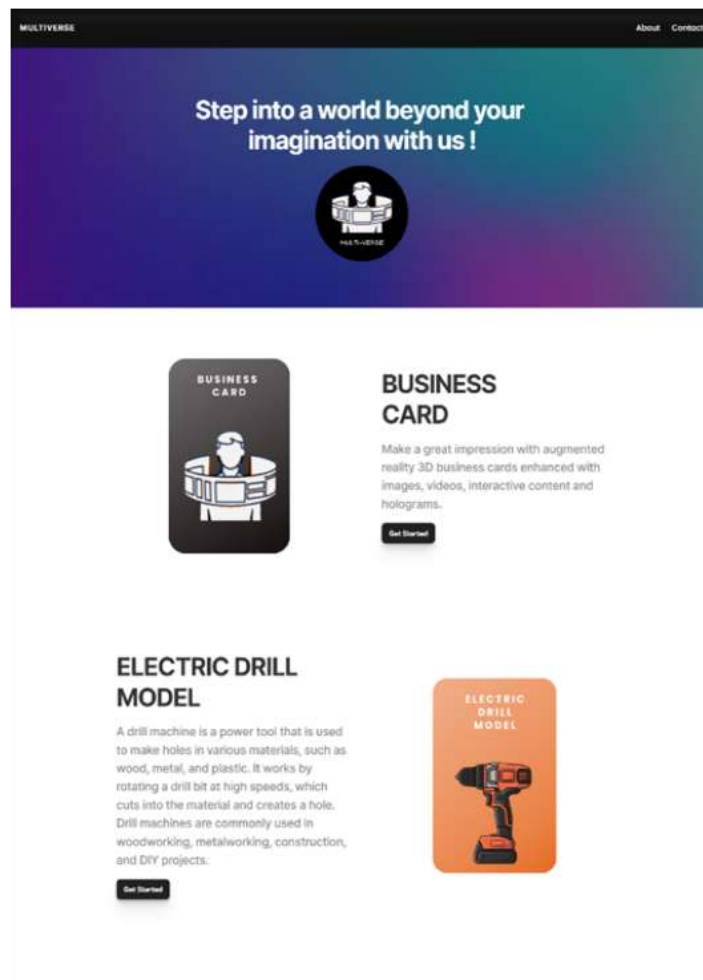 MULTIVERSE
About Contact
Step into a world beyond your
imagination with us !
MULTI-VERSE
BUSINESS
CARD
BUSINESS
CARD
Make a great impression with augmented
reality 3D business cards enhanced with
images, videos, interactive content and
holograms.
Get Started
ELECTRIC DRILL
MODEL
A drill machine is a power tool that is used
to make holes in various materials, such as
wood, metal, and plastic. It works by
rotating a drill bit at high speeds, which
cuts into the material and creates a hole.
Drill machines are commonly used in
woodworking, metalworking, construction,
and DIY projects.
Get Started
ELECTRIC
DRILL
MODEL